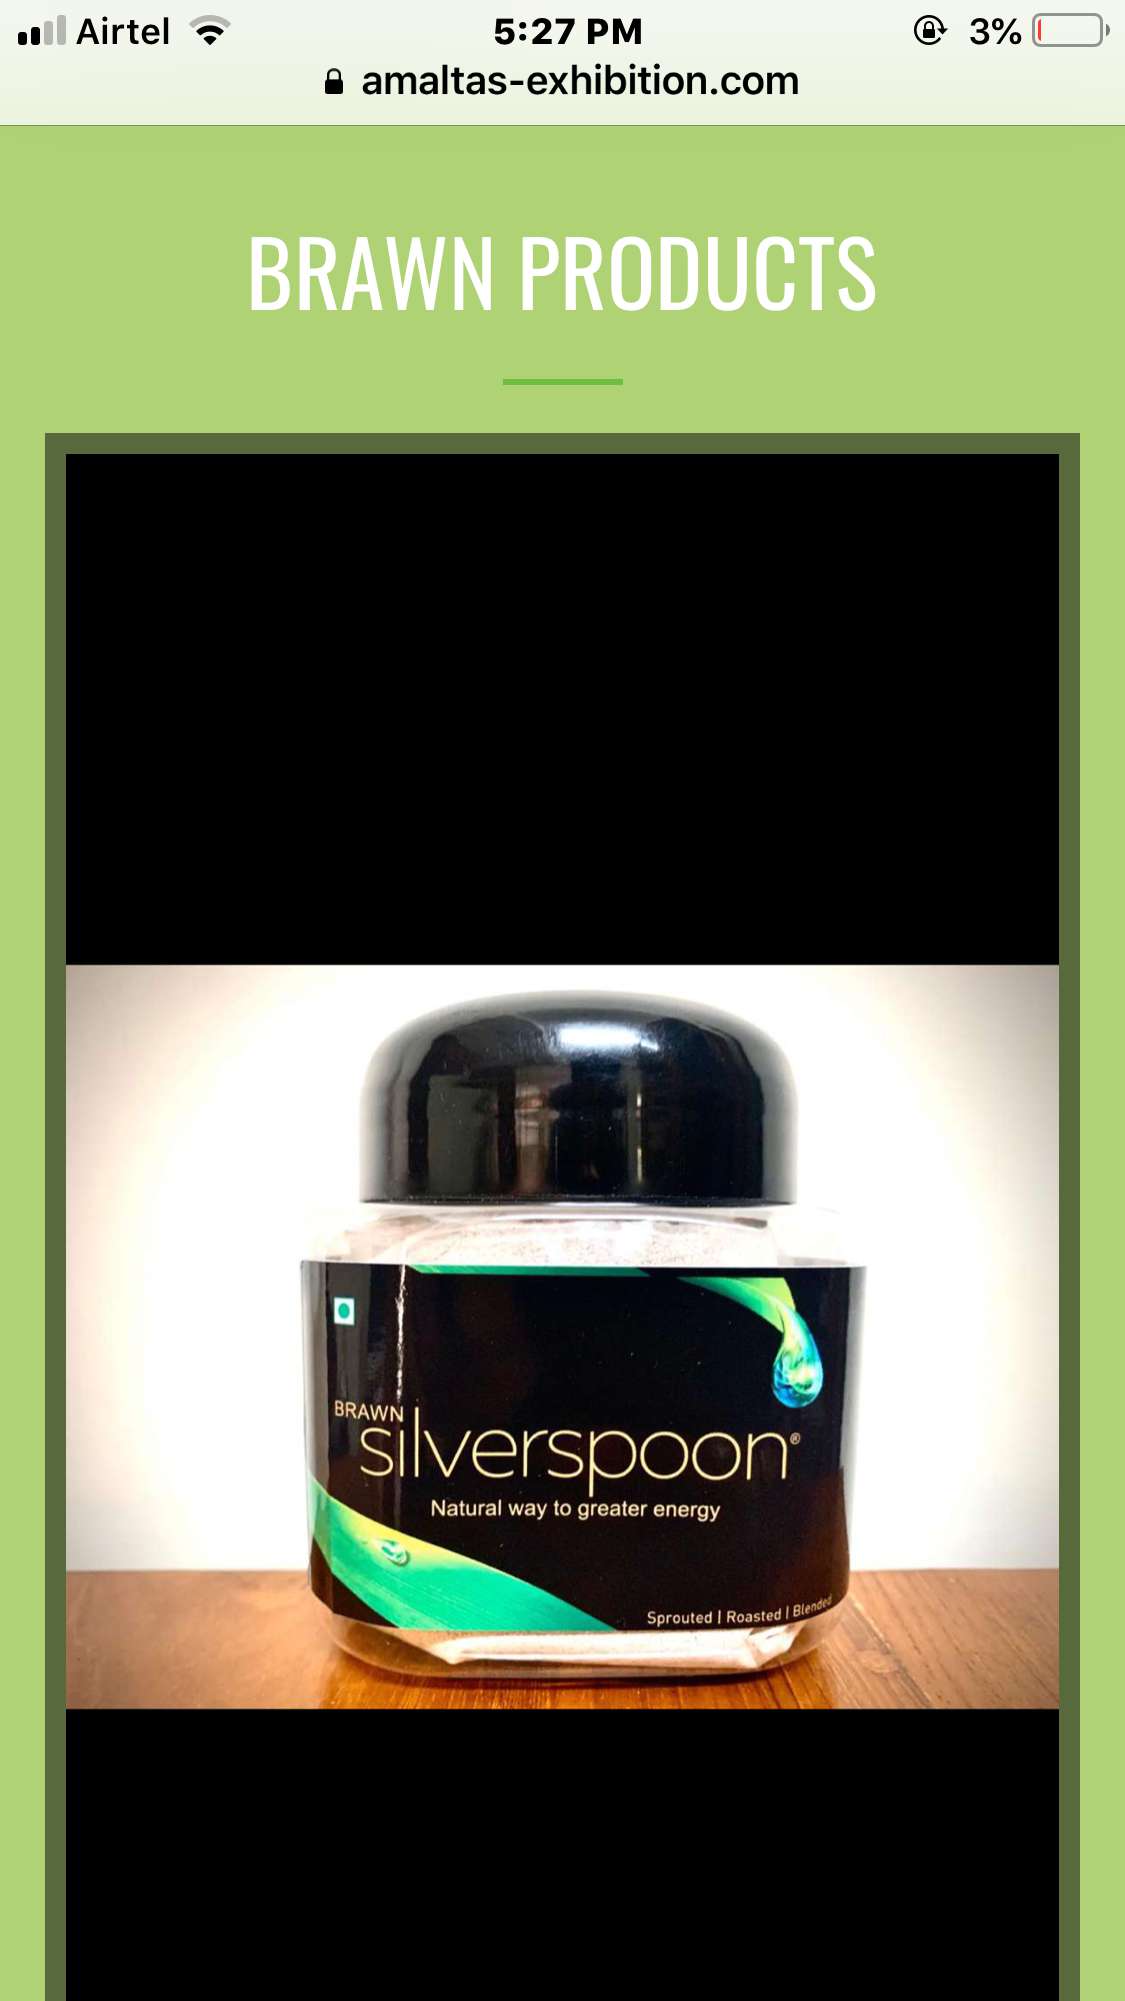 Airtel 5:27 PM 3%
amaltas-exhibition.com
BRAWN PRODUCTS
BRAWN
silverspoon®
Natural way to greater energy
Sprouted | Roasted | Blended